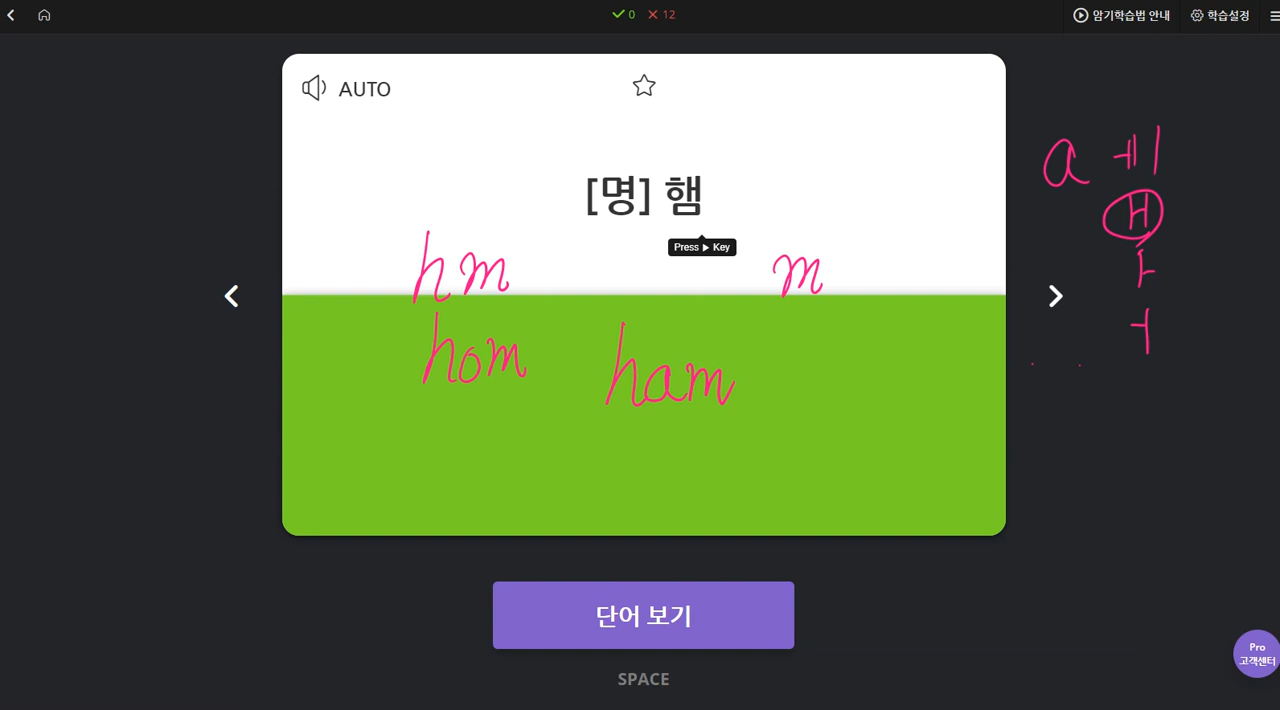 0 12 암기학습법 안내 학습설정
AUTO
[명] 햄
Press ▶ Key
hm m
hom ham
a ㅔㅣ
ㅐ
ㅏ
ㅓ
단어 보기
SPACE
Pro
고객센터